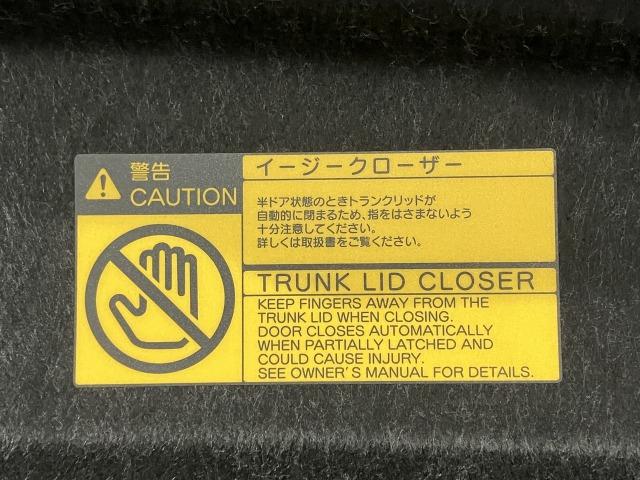 警告
CAUTION
イージークローザー
半ドア状態のときトランクリッドが
自動的に閉まるため、指をはさまないよう
十分注意してください。
詳しくは取扱書をご覧ください。
TRUNK LID CLOSER
KEEP FINGERS AWAY FROM THE
TRUNK LID WHEN CLOSING.
DOOR CLOSES AUTOMATICALLY
WHEN PARTIALLY LATCHED AND
COULD CAUSE INJURY.
SEE OWNER'S MANUAL FOR DETAILS.